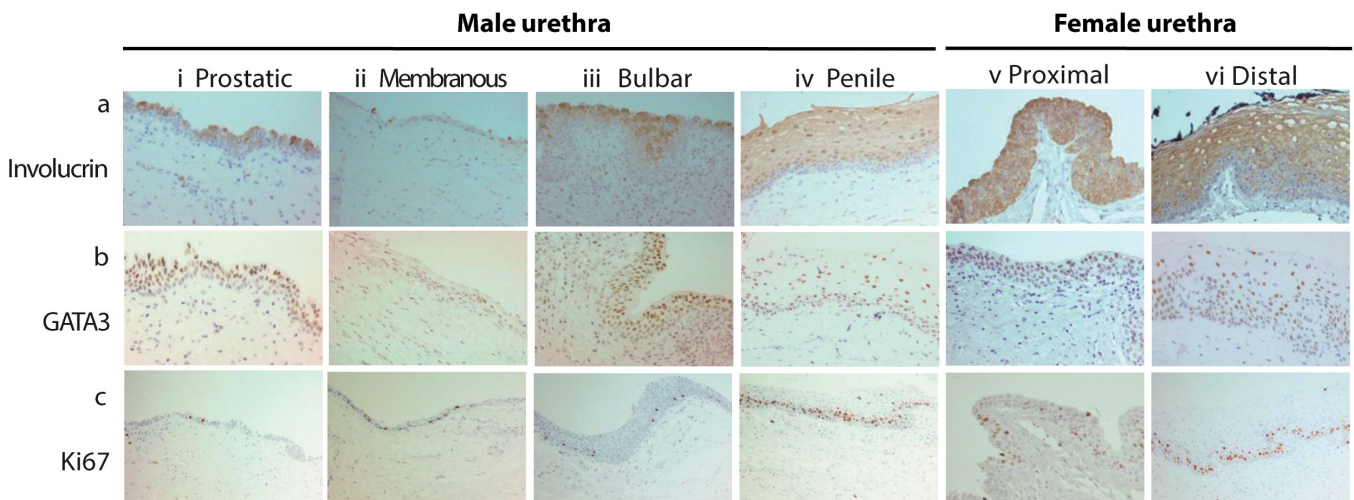 Male urethra
Female urethra
i Prostatic
ii Membranous
iii Bulbar
iv Penile
v Proximal
vi Distal
a
Involucrin
b
GATA3
c
Ki67